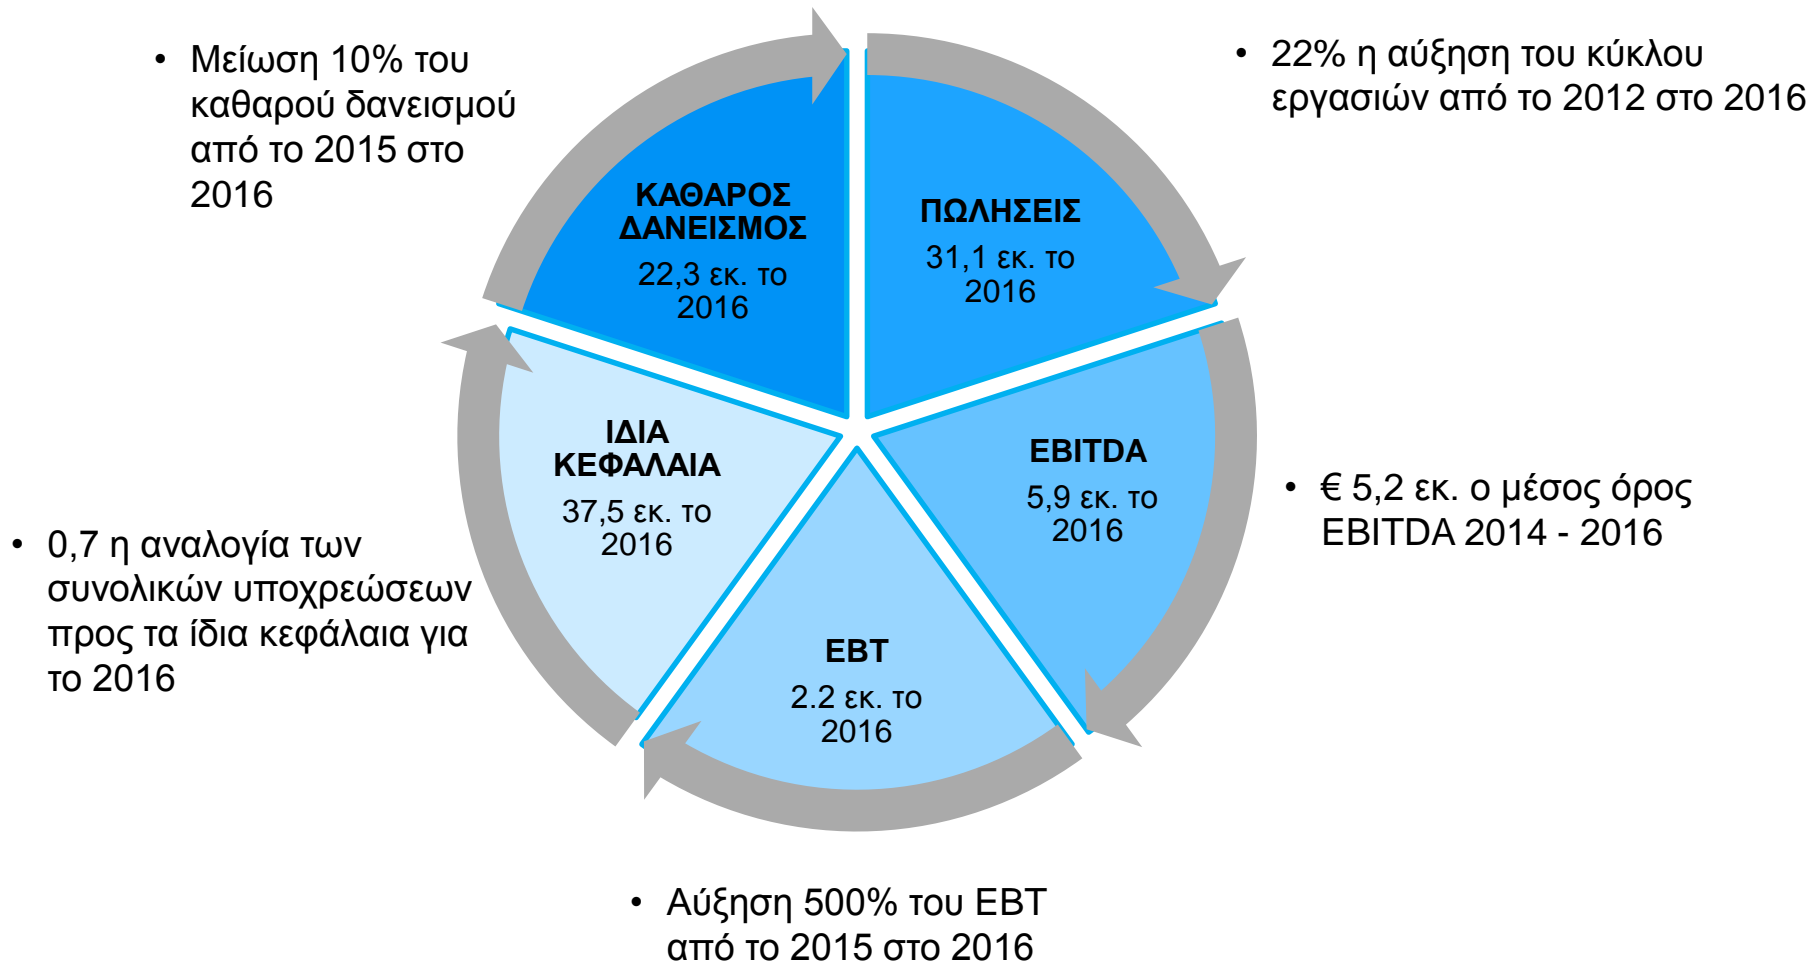 • Μείωση 10% του
καθαρού δανεισμού
από το 2015 στο
2016
• 22% η αύξηση του κύκλου
εργασιών από το 2012 στο 2016
ΚΑΘΑΡΟΣ
ΔΑΝΕΙΣΜΟΣ
22,3 εκ. το
2016
ΠΩΛΗΣΕΙΣ
31,1 εκ. το
2016
ΙΔΙΑ
ΚΕΦΑΛΑΙΑ
37,5 εκ. το
2016
EBITDA
5,9 εκ. το
2016
• € 5,2 εκ. ο μέσος όρος
EBITDA 2014 - 2016
• 0,7 η αναλογία των
συνολικών υποχρεώσεων
προς τα ίδια κεφάλαια για
το 2016
EBT
2.2 εκ. το
2016
• Αύξηση 500% του EBT
από το 2015 στο 2016